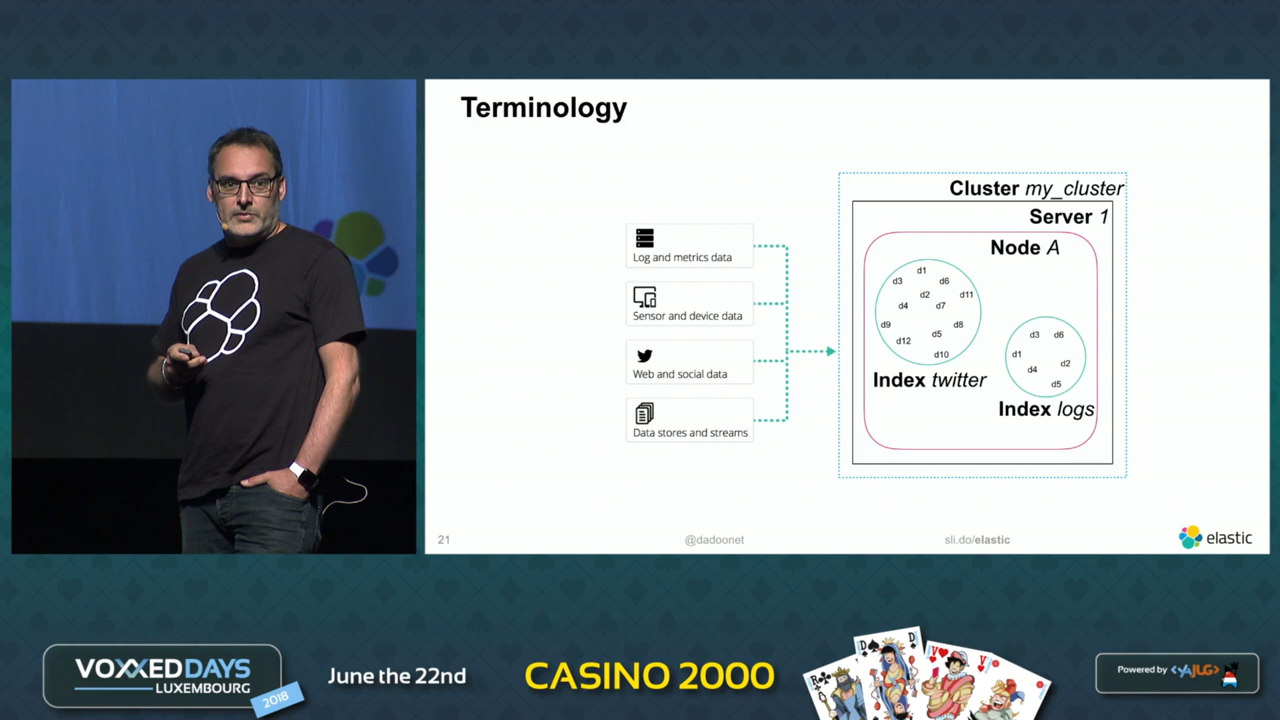 Terminology
Log and metrics data
Sensor and device data
Web and social data
Data stores and streams
Cluster my_cluster
Server 1
Node A
d1
d3
d6
d2
d11
d4
d7
d9
d8
d5
d12
d10
Index twitter
d3
d6
d1
d2
d4
d5
Index logs
21
@dadoonet
sli.do/elastic
elastic
VOXXED DAYS
LUXEMBOURG
2018
June the 22nd
CASINO 2000
R
D
D
V
V
Powered by <YAJUG>